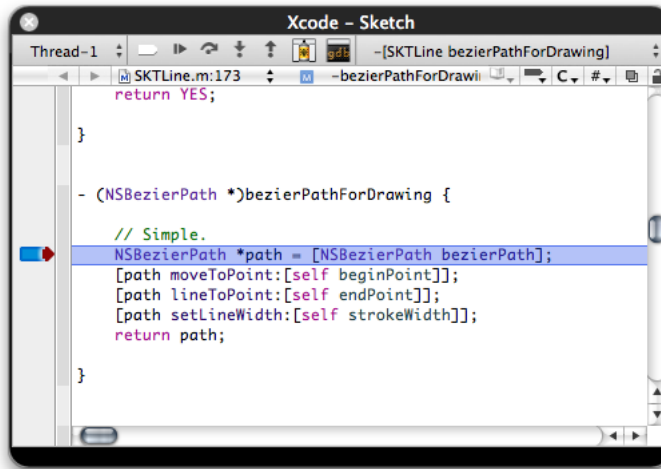 Xcode – Sketch
Thread-1 gdb -[SKTLine bezierPathForDrawing]
SKTLine.m:173 M -bezierPathForDrawi C #
return YES;
}
- (NSBezierPath *)bezierPathForDrawing {
// Simple.
NSBezierPath *path = [NSBezierPath bezierPath];
[path moveToPoint:[self beginPoint]];
[path lineToPoint:[self endPoint]];
[path setLineWidth:[self strokeWidth]];
return path;
}